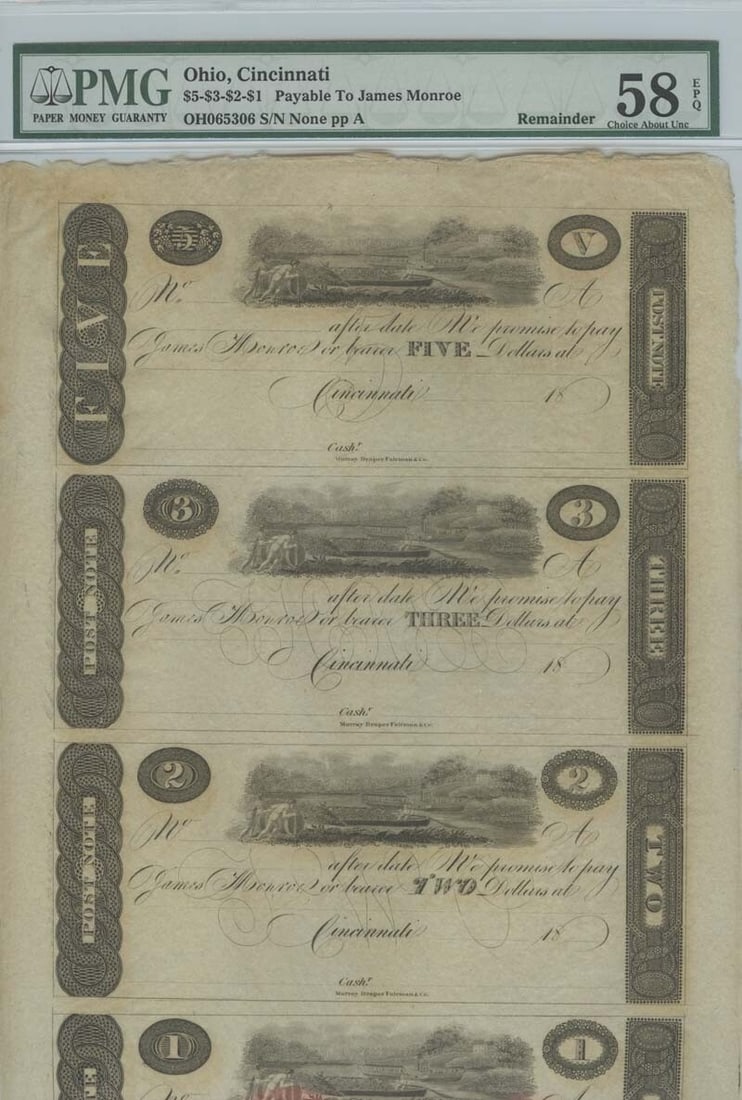 PMG
PAPER MONEY GUARANTY
Ohio, Cincinnati
$5-$3-$2-$1 Payable To James Monroe
OH065306 S/N None pp A
Remainder
58
EPQ
Choice About Unc
FIVE
5
V
POST NOTE
No.
A
after date We promise to pay
James Monroe or bearer FIVE Dollars at
Cincinnati 18
Cashr.
Murray Draper Fairman & Co.
POST NOTE
3
3
THREE
No.
A
after date We promise to pay
James Monroe or bearer THREE Dollars at
Cincinnati 18
Cashr.
Murray Draper Fairman & Co.
POST NOTE
2
2
TWO
No
A
after date We promise to pay
James Monroe or bearer TWO Dollars at
Cincinnati 18
Cashr.
Murray Draper Fairman & Co.
1
1